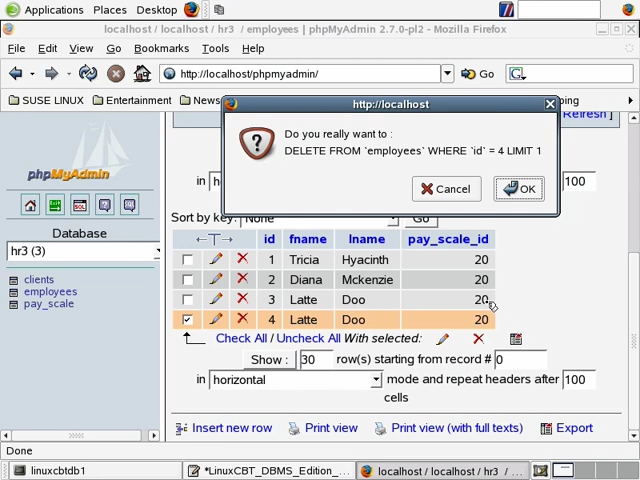 Applications Places Desktop
localhost / localhost / hr3 / employees | phpMyAdmin 2.7.0-pl2 - Mozilla Firefox
File Edit View Go Bookmarks Tools Help
http://localhost/phpmyadmin/ Go G
SUSE LINUX Entertainment News
http://localhost
Refresh ]
Do you really want to :
DELETE FROM `employees` WHERE `id` = 4 LIMIT 1
Cancel OK
phpMyAdmin
SQL
Database
hr3 (3)
clients
employees
pay_scale
in 100
Sort by key: None Go
←T→ id fname lname pay_scale_id
1 Tricia Hyacinth 20
2 Diana Mckenzie 20
3 Latte Doo 20
4 Latte Doo 20
Check All / Uncheck All With selected:
Show : 30 row(s) starting from record # 0
in horizontal mode and repeat headers after 100
cells
Insert new row Print view Print view (with full texts) Export
Done
linuxcbtdb1 *LinuxCBT_DBMS_Edition_... localhost / localhost / hr3 / ...